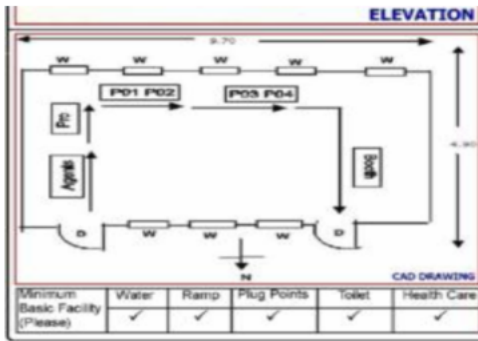 ELEVATION
9.70
W W W W W
P01 P02
P03 P04
Pro
Agents
Booth
4.90
D W W W D
N
CAD DRAWING
Minimum Basic Facility (Please) Water Ramp Plug Points Toilet Health Care
✓ ✓ ✓ ✓ ✓